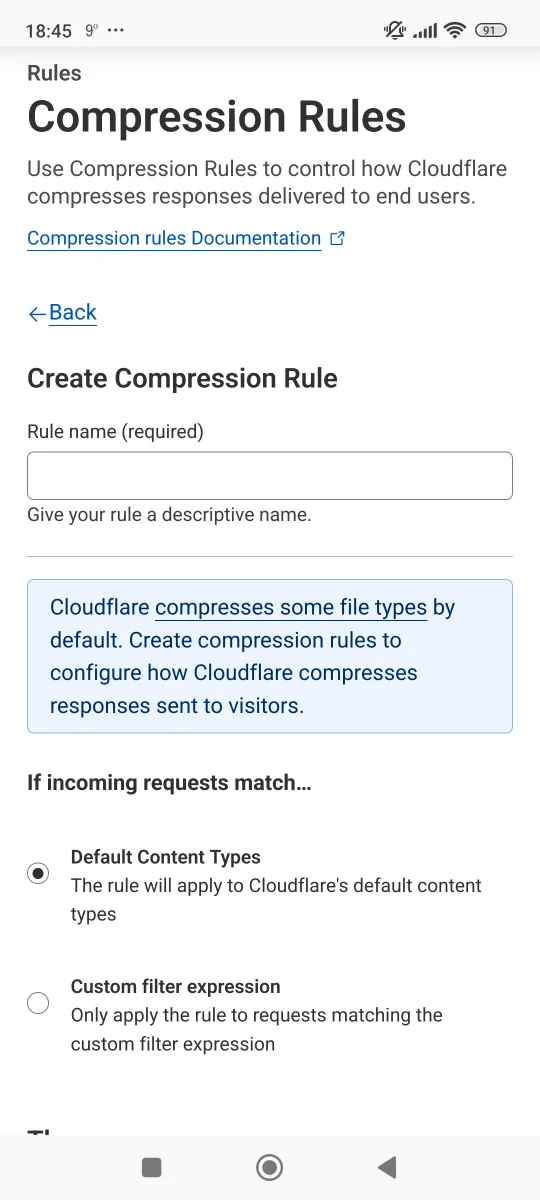 18:45 9° ...
91
Rules
Compression Rules
Use Compression Rules to control how Cloudflare
compresses responses delivered to end users.
Compression rules Documentation
←Back
Create Compression Rule
Rule name (required)
Give your rule a descriptive name.
Cloudflare compresses some file types by
default. Create compression rules to
configure how Cloudflare compresses
responses sent to visitors.
If incoming requests match...
Default Content Types
The rule will apply to Cloudflare's default content
types
Custom filter expression
Only apply the rule to requests matching the
custom filter expression